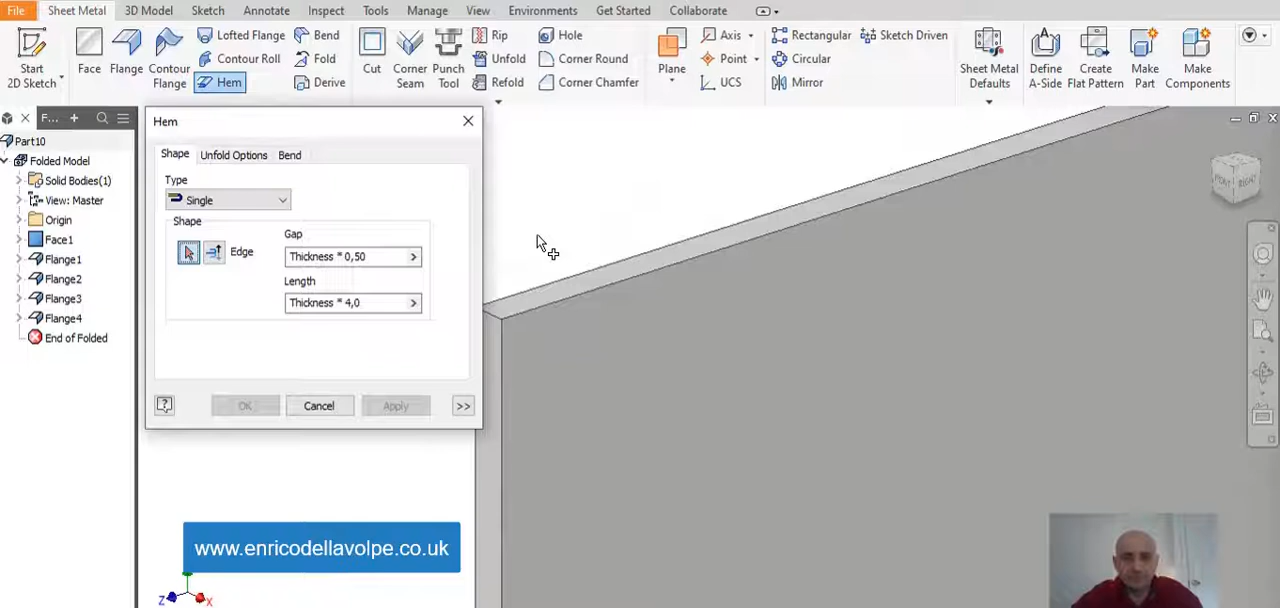 File Sheet Metal 3D Model Sketch Annotate Inspect Tools Manage View Environments Get Started Collaborate
Start
2D Sketch
Face
Flange
Contour
Flange
Lofted Flange
Contour Roll
Hem
Bend
Fold
Derive
Cut
Corner
Seam
Punch
Tool
Rip
Unfold
Refold
Hole
Corner Round
Corner Chamfer
Plane
Axis
Point
UCS
Rectangular
Circular
Mirror
Sketch Driven
Sheet Metal
Defaults
Define
A-Side
Create
Flat Pattern
Make
Part
Make
Components
F...
Part10
Folded Model
Solid Bodies(1)
View: Master
Origin
Face1
Flange1
Flange2
Flange3
Flange4
End of Folded
Hem
Shape Unfold Options Bend
Type
Single
Shape
Edge
Gap
Thickness * 0,50
Length
Thickness * 4,0
OK Cancel Apply >>
FRONT RIGHT
www.enricodellavolpe.co.uk
Z X